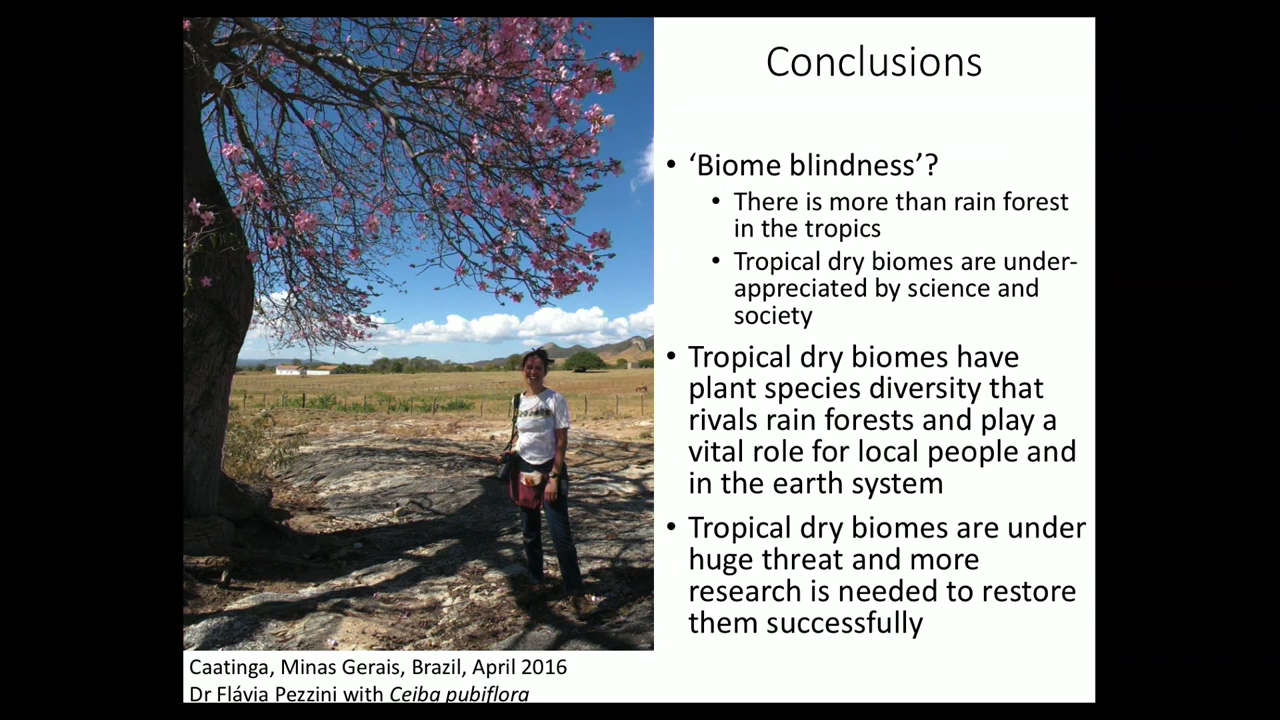 Conclusions
• ‘Biome blindness’?
• There is more than rain forest
in the tropics
• Tropical dry biomes are under-
appreciated by science and
society
• Tropical dry biomes have
plant species diversity that
rivals rain forests and play a
vital role for local people and
in the earth system
• Tropical dry biomes are under
huge threat and more
research is needed to restore
them successfully
Caatinga, Minas Gerais, Brazil, April 2016
Dr Flávia Pezzini with Ceiba pubiflora